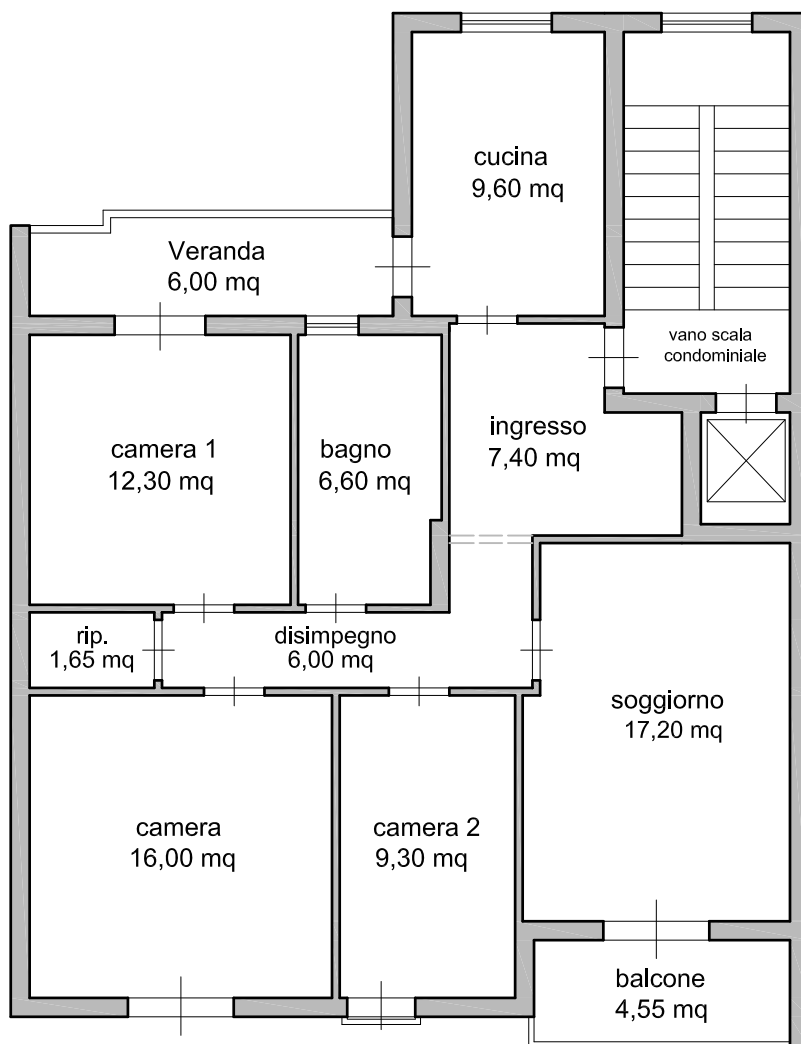 cucina
9,60 mq
Veranda
6,00 mq
vano scala
condominiale
camera 1
12,30 mq
bagno
6,60 mq
ingresso
7,40 mq
rip.
1,65 mq
disimpegno
6,00 mq
soggiorno
17,20 mq
camera
16,00 mq
camera 2
9,30 mq
balcone
4,55 mq